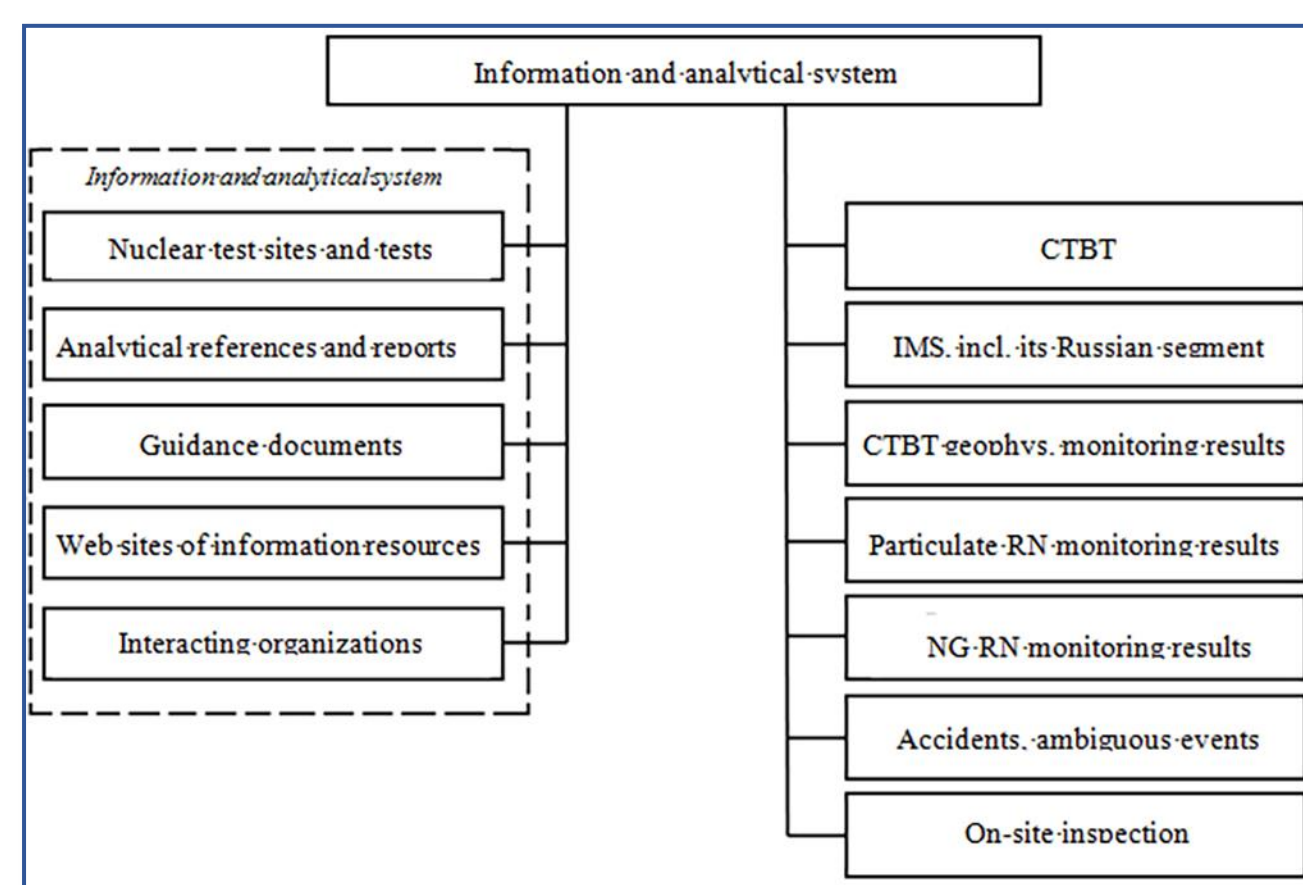 Information·and·analytical·system
Information·and·analytical·system
Nuclear·test·sites·and·tests
Analytical·references·and·reports
Guidance·documents
Web·sites·of·information·resources
Interacting·organizations
CTBT
IMS,·incl.·its·Russian·segment
CTBT·geophys.·monitoring·results
Particulate·RN·monitoring·results
NG·RN·monitoring·results
Accidents,·ambiguous·events
On-site·inspection